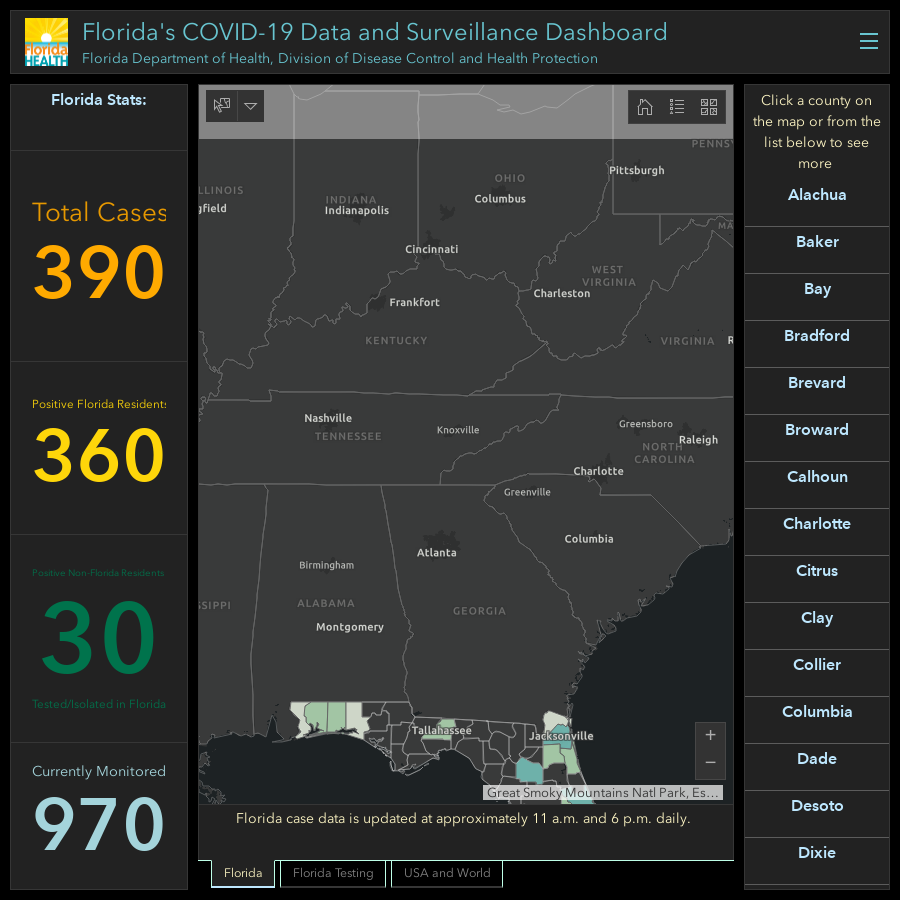 Florida's COVID-19 Data and Surveillance Dashboard
Florida Department of Health, Division of Disease Control and Health Protection
Florida
HEALTH
Florida Stats:
Total Cases
390
Positive Florida Residents
360
Positive Non-Florida Residents
30
Tested/Isolated in Florida
Currently Monitored
970
PENNSY
Pittsburgh
OHIO
Columbus
LLINOIS
gfield
INDIANA
Indianapolis
MA
Cincinnati
WEST
VIRGINIA
Charleston
Frankfort
KENTUCKY
VIRGINIA
R
Nashville
TENNESSEE
Knoxville
Greensboro
Raleigh
NORTH
CAROLINA
Charlotte
Greenville
Columbia
Atlanta
Birmingham
SSIPPI
ALABAMA
GEORGIA
Montgomery
Tallahassee
Jacksonville
+
−
Great Smoky Mountains Natl Park, Es...
Florida case data is updated at approximately 11 a.m. and 6 p.m. daily.
Florida
Florida Testing
USA and World
Click a county on
the map or from the
list below to see
more
Alachua
Baker
Bay
Bradford
Brevard
Broward
Calhoun
Charlotte
Citrus
Clay
Collier
Columbia
Dade
Desoto
Dixie